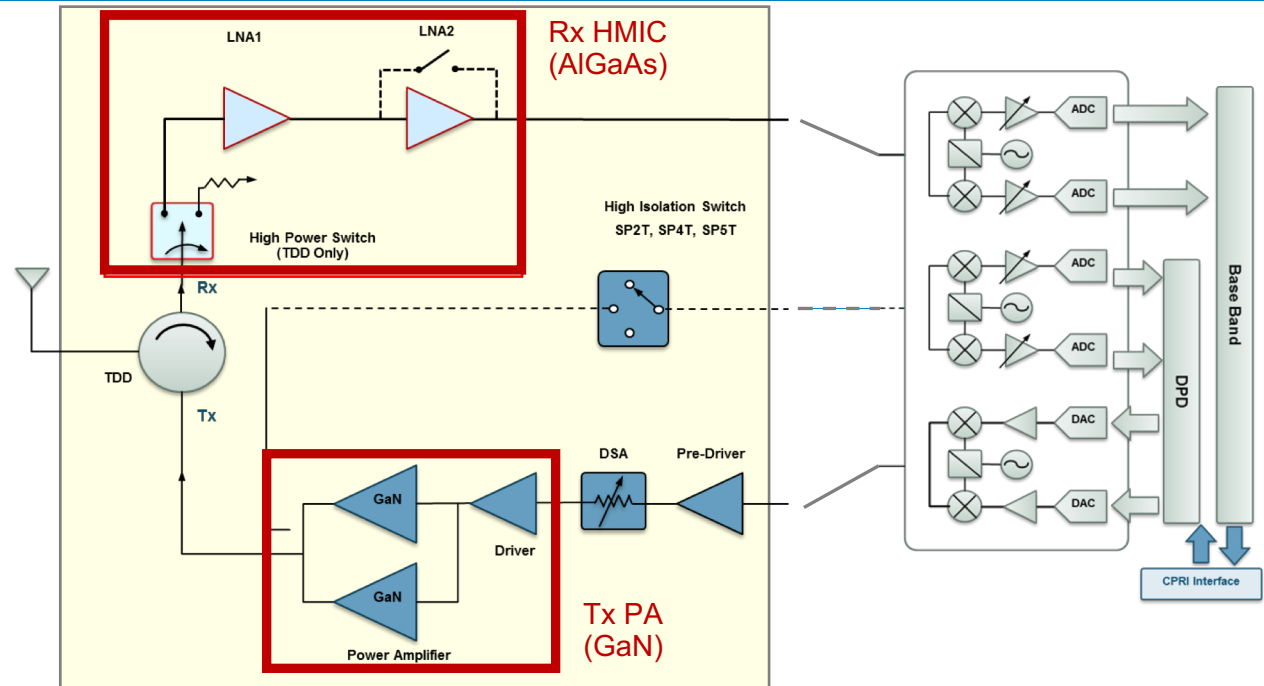 LNA1
LNA2
Rx HMIC
(AlGaAs)
High Power Switch
(TDD Only)
High Isolation Switch
SP2T, SP4T, SP5T
Rx
TDD
Tx
GaN
GaN
Driver
Power Amplifier
DSA
Pre-Driver
Tx PA
(GaN)
ADC
ADC
ADC
ADC
DAC
DAC
DPD
Base Band
CPRI Interface